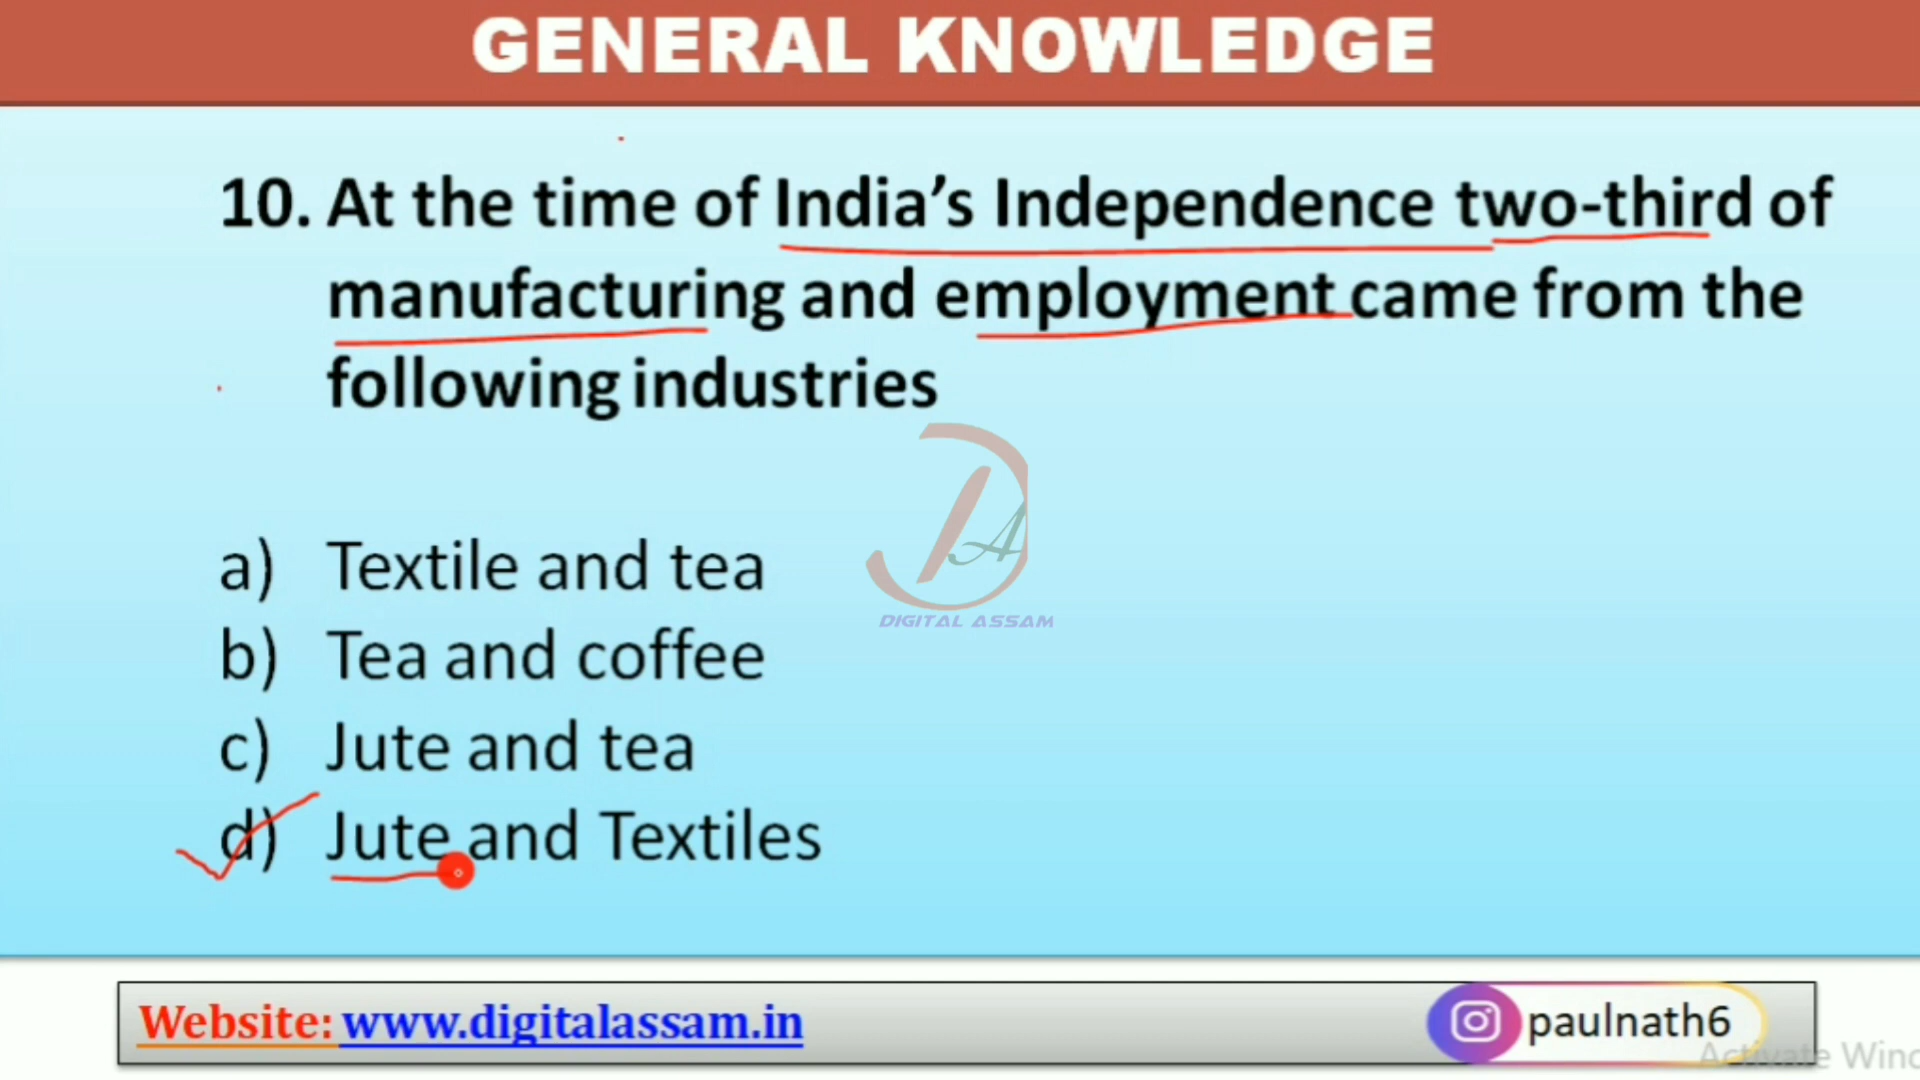 GENERAL KNOWLEDGE
10. At the time of India’s Independence two-third of
manufacturing and employment came from the
following industries
DIGITAL ASSAM
a) Textile and tea
b) Tea and coffee
c) Jute and tea
d) Jute and Textiles
Website: www.digitalassam.in
paulnath6
Activate Wind